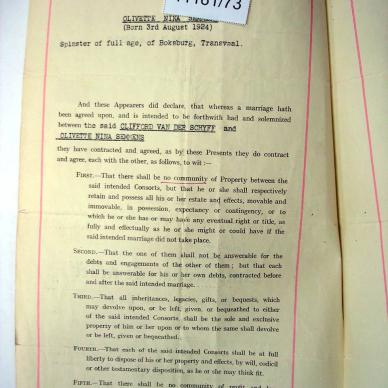 11161/73
OLIVETTE NINA SEMMENS
(Born 3rd August 1924)
Spinster of full age, of Boksburg, Transvaal.
And these Appearers did declare, that whereas a marriage hath
been agreed upon, and is intended to be forthwith had and solemnized
between the said CLIFFORD VAN DER SCHYFF and
OLIVETTE NINA SEMMENS
they have contracted and agreed, as by these Presents they do contract
and agree, each with the other, as follows, to wit:—
FIRST.—That there shall be no community of Property between the
said intended Consorts, but that he or she shall respectively
retain and possess all his or her estate and effects, movable and
immovable, in possession, expectancy or contingency, or to
which he or she has or may have any eventual right or title, as
fully and effectually as he or she might or could have if the
said intended marriage did not take place.
SECOND.—That the one of them shall not be answerable for the
debts and engagements of the other of them; but that each
shall be answerable for his or her own debts, contracted before
and after the said intended marriage.
THIRD.—That all inheritances, legacies, gifts, or bequests, which
may devolve upon, or be left, given, or bequeathed to either
of the said intended Consorts, shall be the sole and exclusive
property of him or her upon or to whom the same shall devolve
or be left, given or bequeathed.
FOURTH.—That each of the said intended Consorts shall be at full
liberty to dispose of his or her property and effects, by will, codicil
or other testamentary disposition, as he or she may think fit.
FIFTH.—That there shall be no community of profit and